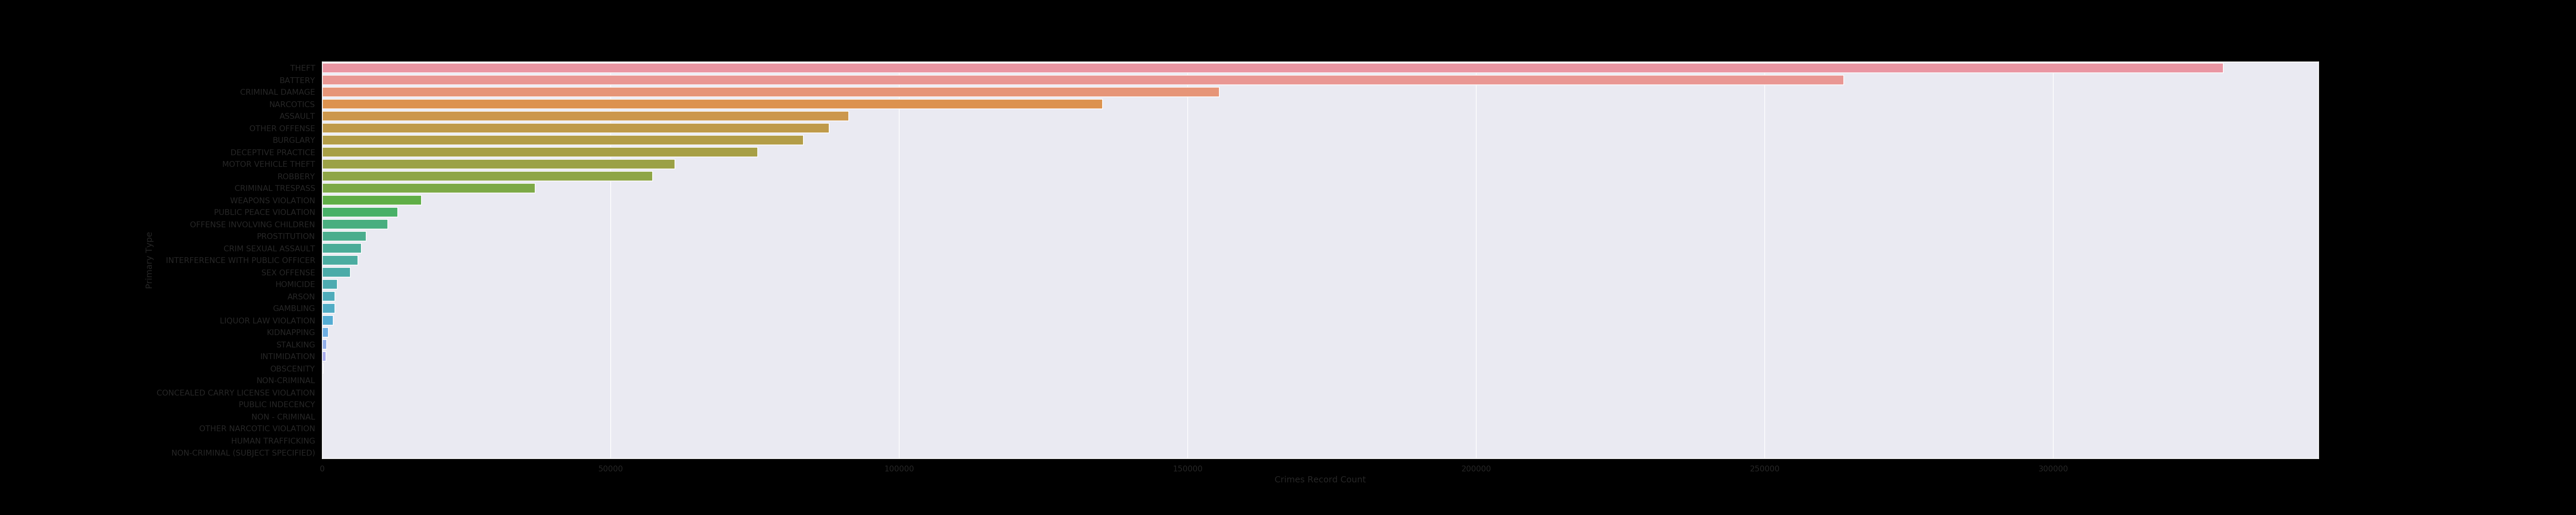 THEFT
BATTERY
CRIMINAL DAMAGE
NARCOTICS
ASSAULT
OTHER OFFENSE
BURGLARY
DECEPTIVE PRACTICE
MOTOR VEHICLE THEFT
ROBBERY
CRIMINAL TRESPASS
WEAPONS VIOLATION
PUBLIC PEACE VIOLATION
OFFENSE INVOLVING CHILDREN
PROSTITUTION
CRIM SEXUAL ASSAULT
INTERFERENCE WITH PUBLIC OFFICER
SEX OFFENSE
HOMICIDE
ARSON
GAMBLING
LIQUOR LAW VIOLATION
KIDNAPPING
STALKING
INTIMIDATION
OBSCENITY
NON-CRIMINAL
CONCEALED CARRY LICENSE VIOLATION
PUBLIC INDECENCY
NON - CRIMINAL
OTHER NARCOTIC VIOLATION
HUMAN TRAFFICKING
NON-CRIMINAL (SUBJECT SPECIFIED)
Primary Type
0 50000 100000 150000 200000 250000 300000
Crimes Record Count